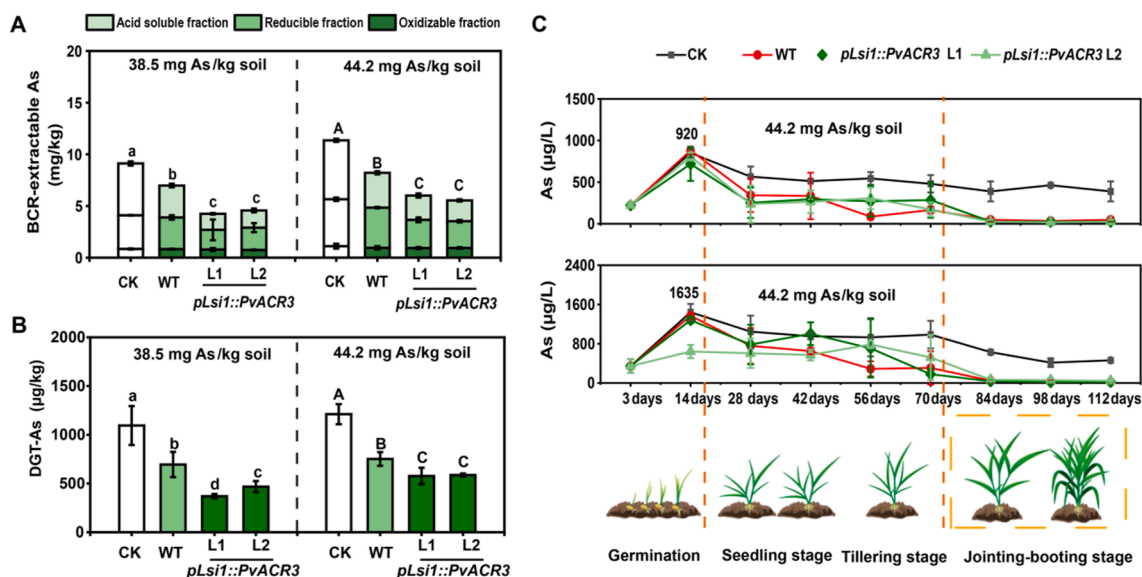 A
Acid soluble fraction
Reducible fraction
Oxidizable fraction
BCR-extractable As
(mg/kg)
20
15
10
5
0
38.5 mg As/kg soil
44.2 mg As/kg soil
a
b
c
c
A
B
C
C
CK
WT
L1
L2
CK
WT
L1
L2
pLsi1::PvACR3
pLsi1::PvACR3
B
DGT-As (μg/kg)
2000
1500
1000
500
0
38.5 mg As/kg soil
44.2 mg As/kg soil
a
b
d
c
A
B
C
C
CK
WT
L1
L2
CK
WT
L1
L2
pLsi1::PvACR3
pLsi1::PvACR3
C
CK
WT
pLsi1::PvACR3 L1
pLsi1::PvACR3 L2
As (μg/L)
1500
1000
500
0
920
44.2 mg As/kg soil
As (μg/L)
2400
1600
800
0
1635
44.2 mg As/kg soil
3 days
14 days
28 days
42 days
56 days
70 days
84 days
98 days
112 days
Germination
Seedling stage
Tillering stage
Jointing-booting stage